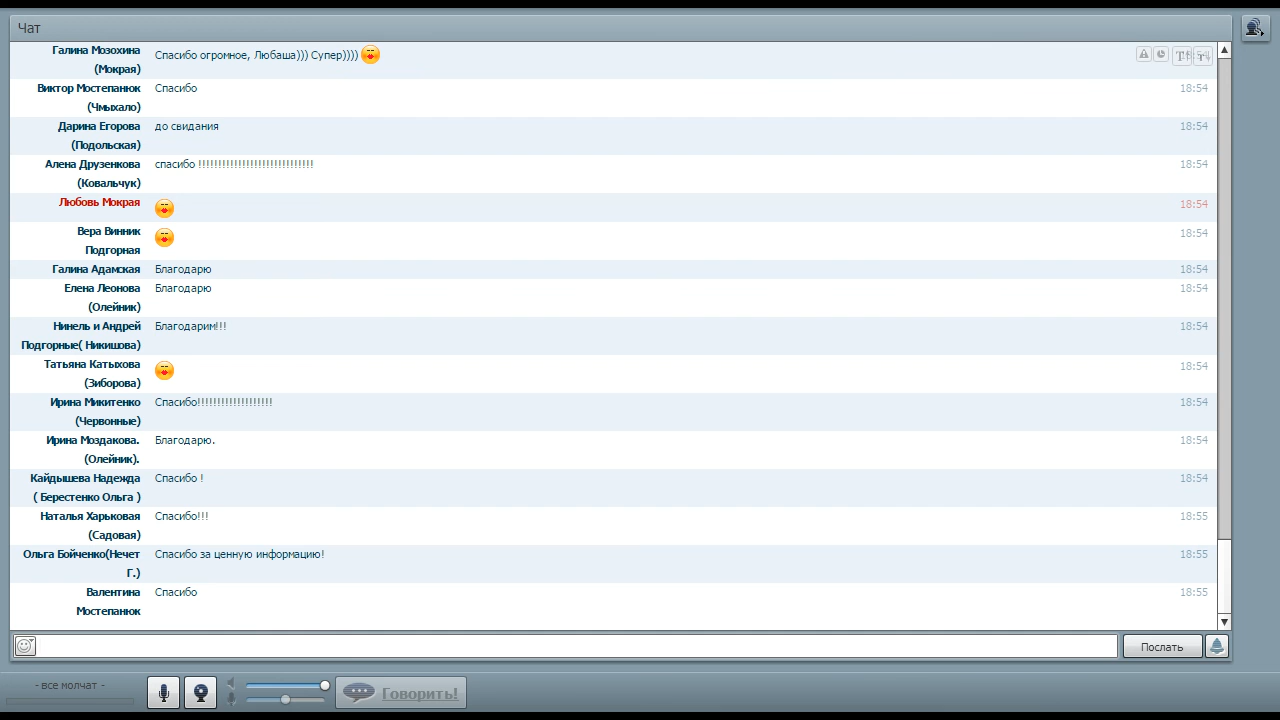 Чат
Галина Мозохина Спасибо огромное, Любаша))) Супер))))
(Мокрая)
Виктор Мостепанюк Спасибо 18:54
(Чмыхало)
Дарина Егорова до свидания 18:54
(Подольская)
Алена Друзенкова спасибо !!!!!!!!!!!!!!!!!!!!!!!!!!!!! 18:54
(Ковальчук)
Любовь Мокрая 18:54
Вера Винник 18:54
Подгорная
Галина Адамская Благодарю 18:54
Елена Леонова Благодарю 18:54
(Олейник)
Нинель и Андрей Благодарим!!! 18:54
Подгорные( Никишова)
Татьяна Катыхова 18:54
(Зиборова)
Ирина Микитенко Спасибо!!!!!!!!!!!!!!!!!!! 18:54
(Червонные)
Ирина Моздакова. Благодарю. 18:54
(Олейник).
Кайдышева Надежда Спасибо ! 18:54
( Берестенко Ольга )
Наталья Харьковая Спасибо!!! 18:55
(Садовая)
Ольга Бойченко(Нечет Спасибо за ценную информацию! 18:55
Г.)
Валентина Спасибо 18:55
Мостепанюк
Послать
- все молчат -
Говорить!